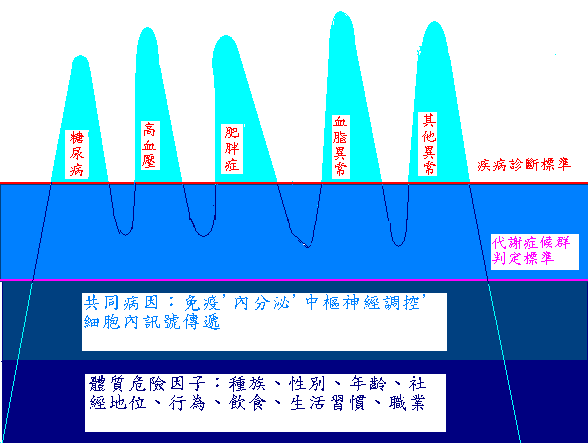 糖尿病
高血壓
肥胖症
血脂異常
其他異常
疾病診斷標準
代謝症候群
判定標準
共同病因：免疫'內分泌'中樞神經調控'
細胞內訊號傳遞
體質危險因子：種族、性別、年齡、社
經地位、行為、飲食、生活習慣、職業